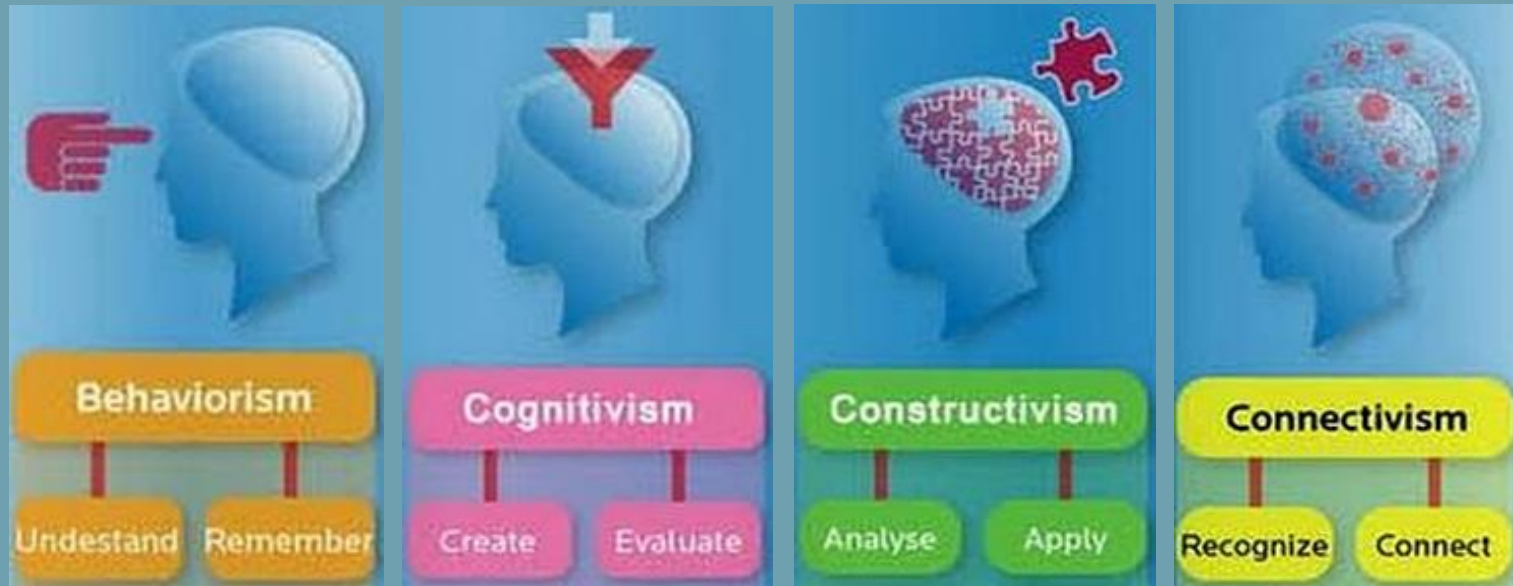 Behaviorism
Undestand
Remember
Cognitivism
Create
Evaluate
Constructivism
Analyse
Apply
Connectivism
Recognize
Connect